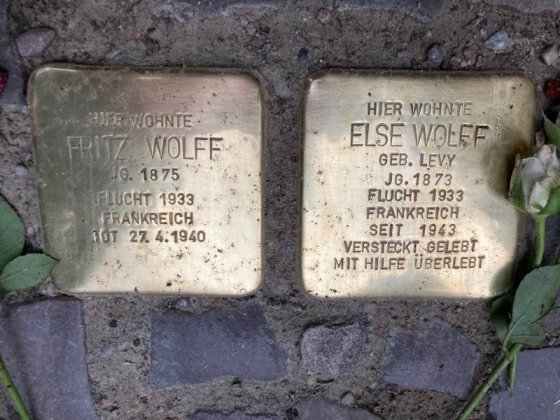 HIER WOHNTE
FRITZ WOLFF
JG. 1875
FLUCHT 1933
FRANKREICH
TOT 27.4.1940
HIER WOHNTE
ELSE WOLFF
GEB. LEVY
JG. 1873
FLUCHT 1933
FRANKREICH
SEIT 1943
VERSTECKT GELEBT
MIT HILFE ÜBERLEBT